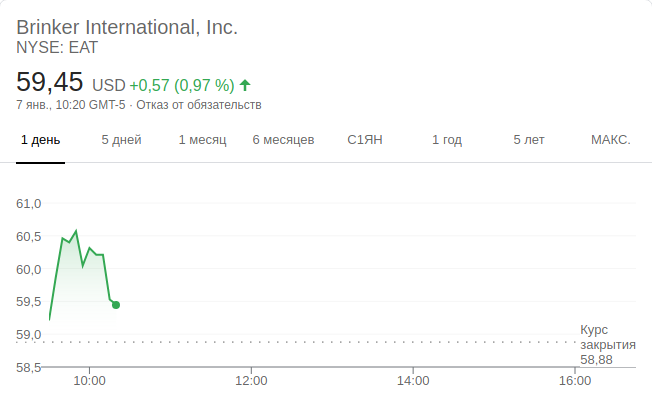 Brinker International, Inc.
NYSE: EAT
59,45 USD +0,57 (0,97 %)
7 янв., 10:20 GMT-5 · Отказ от обязательств
1 день 5 дней 1 месяц 6 месяцев С1ЯН 1 год 5 лет МАКС.
61,0
60,5
60,0
59,5
59,0
58,5
Курс
закрытия
58,88
10:00 12:00 14:00 16:00